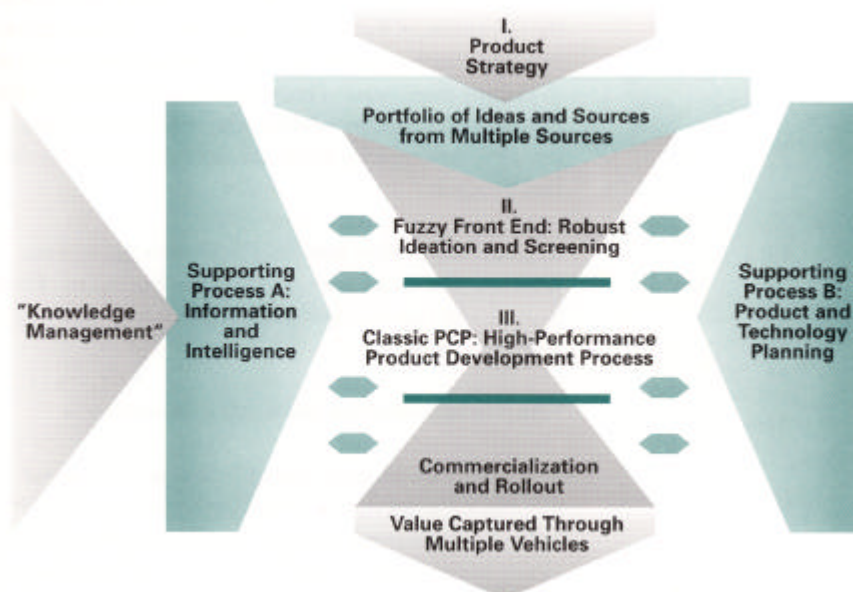 I.
Product
Strategy
Portfolio of Ideas and Sources
from Multiple Sources
II.
Fuzzy Front End: Robust
Ideation and Screening
"Knowledge
Management"
Supporting
Process A:
Information
and
Intelligence
III.
Classic PCP: High-Performance
Product Development Process
Supporting
Process B:
Product and
Technology
Planning
Commercialization
and Rollout
Value Captured Through
Multiple Vehicles